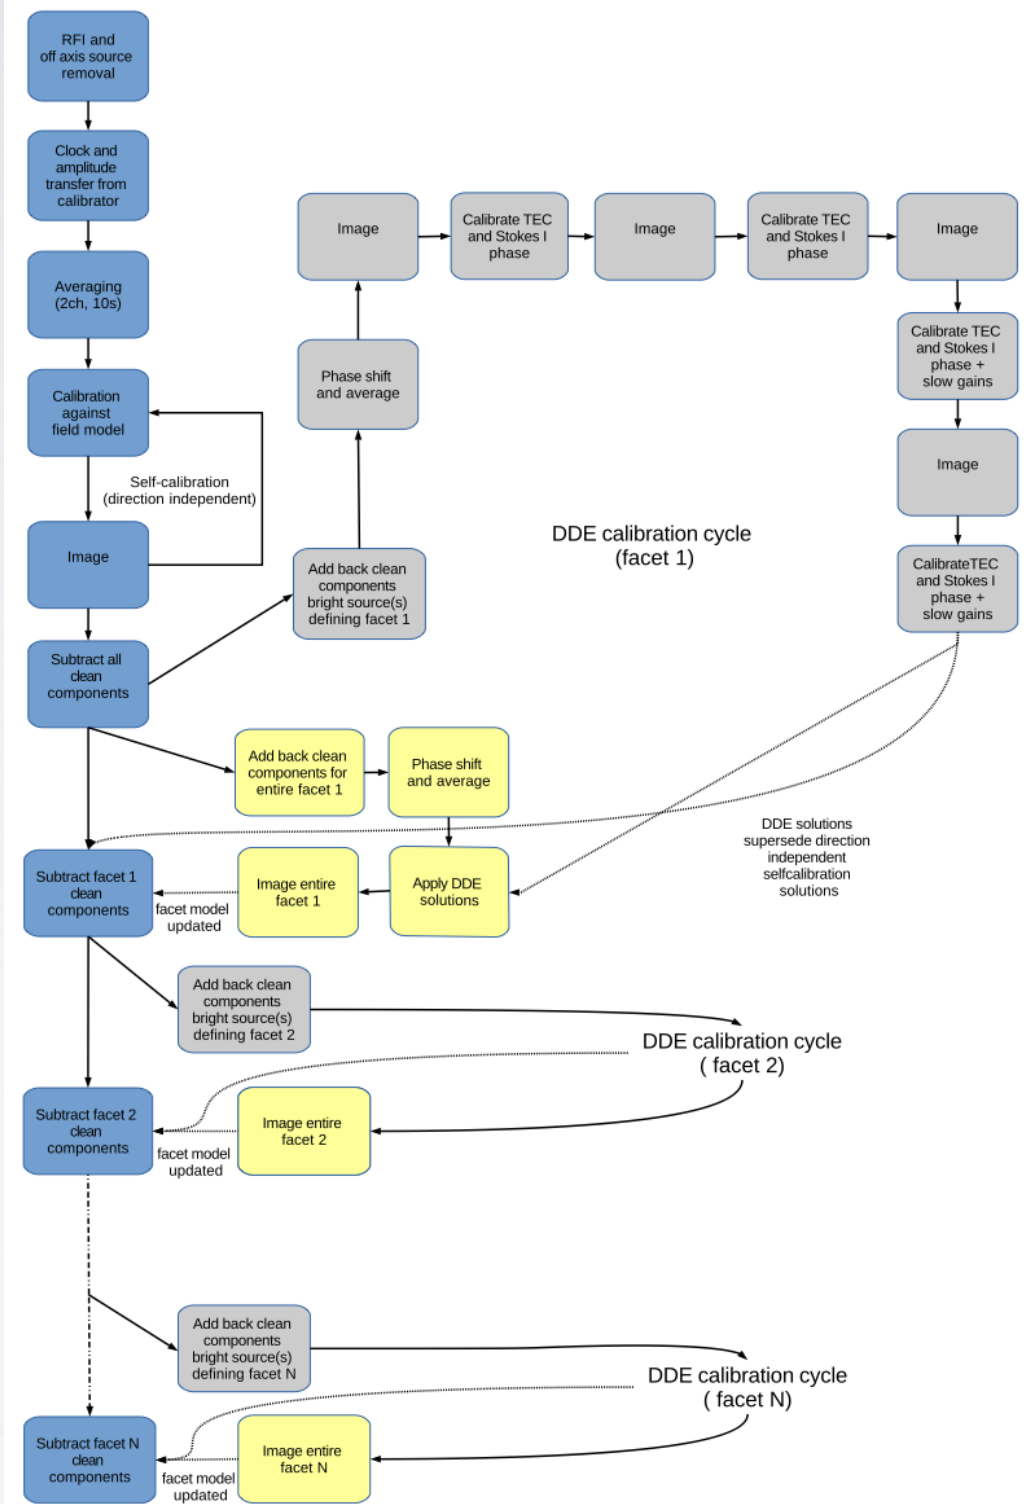 RFI and
off axis source
removal
Clock and
amplitude
transfer from
calibrator
Averaging
(2ch, 10s)
Calibration
against
field model
Self-calibration
(direction independent)
Image
Subtract all
clean
components
Add back clean
components
bright source(s)
defining facet 1
Phase shift
and average
Image
Calibrate TEC
and Stokes I
phase
Image
Calibrate TEC
and Stokes I
phase
Image
Calibrate TEC
and Stokes I
phase +
slow gains
Image
CalibrateTEC
and Stokes I
phase +
slow gains
DDE calibration cycle
(facet 1)
Add back clean
components for
entire facet 1
Phase shift
and average
Apply DDE
solutions
Image entire
facet 1
facet model
updated
Subtract facet 1
clean
components
DDE solutions
supersede direction
independent
selfcalibration
solutions
Add back clean
components
bright source(s)
defining facet 2
DDE calibration cycle
( facet 2)
Image entire
facet 2
facet model
updated
Subtract facet 2
clean
components
Add back clean
components
bright source(s)
defining facet N
DDE calibration cycle
( facet N)
Image entire
facet N
facet model
updated
Subtract facet N
clean
components